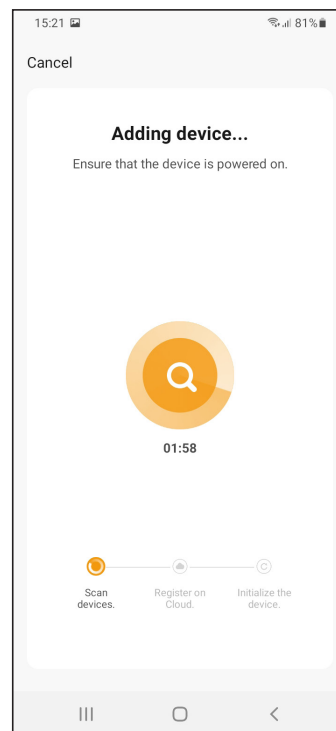 15:21 81%
Cancel
Adding device...
Ensure that the device is powered on.
01:58
Scan devices.
Register on Cloud.
Initialize the device.